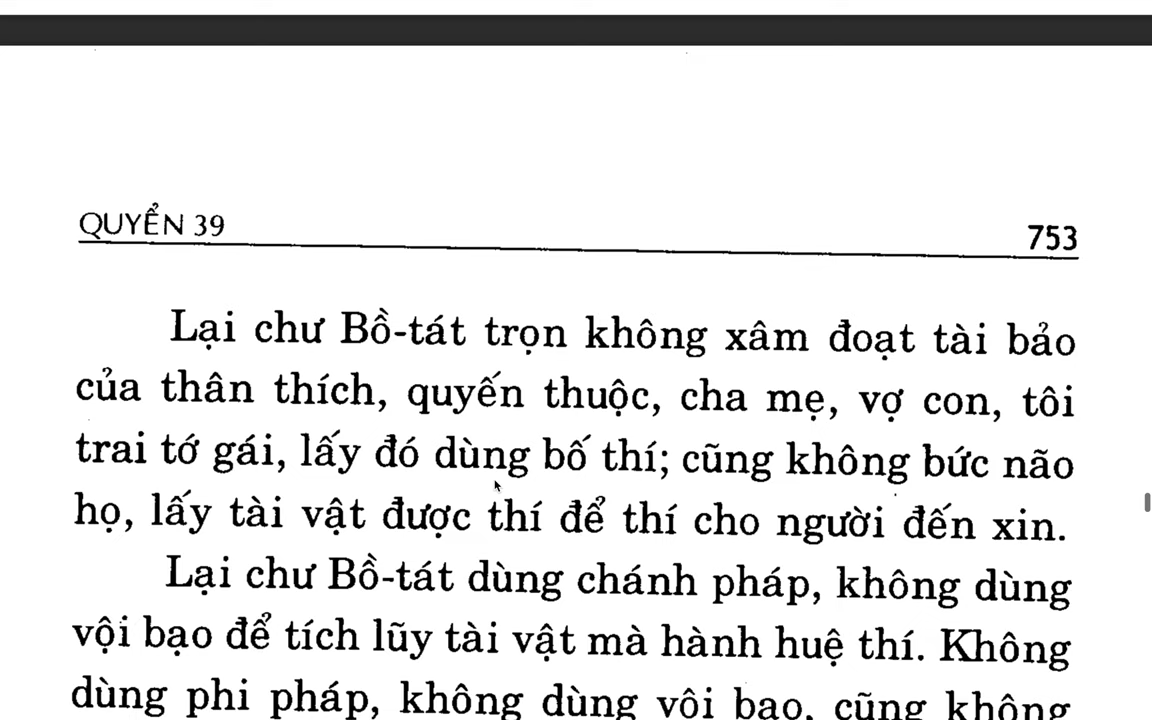 QUYỂN 39
753
Lại chư Bồ-tát trọn không xâm đoạt tài bảo
của thân thích, quyến thuộc, cha mẹ, vợ con, tôi
trai tớ gái, lấy đó dùng bố thí; cũng không bức não
họ, lấy tài vật được thí để thí cho người đến xin.
Lại chư Bồ-tát dùng chánh pháp, không dùng
vội bạo để tích lũy tài vật mà hành huệ thí. Không
dùng phi pháp, không dùng vội bạo, cũng không